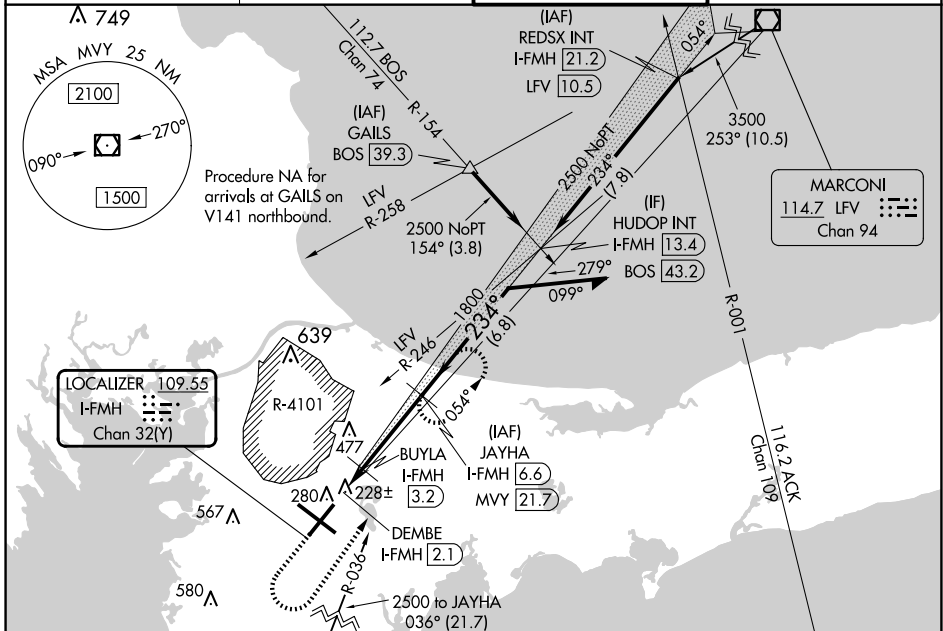 749
MSA MVY 25 NM
2100
270°
090°
1500
Procedure NA for
arrivals at GAILS on
V141 northbound.
112.7 BOS
Chan 74
R-154
(IAF)
GAILS
BOS 39.3
LFV
R-258
2500 NoPT
154° (3.8)
(IAF)
REDSX INT
I-FMH 21.2
LFV 10.5
054°
3500
253° (10.5)
2500 NoPT
234°
(7.8)
MARCONI
114.7 LFV
Chan 94
(IF)
HUDOP INT
I-FMH 13.4
BOS 43.2
279°
099°
1800
234°
(6.8)
LFV
R-246
R-001
116.2 ACK
Chan 109
639
R-4101
LOCALIZER 109.55
I-FMH
Chan 32(Y)
054°
477
BUYLA
I-FMH
3.2
(IAF)
JAYHA
I-FMH 6.6
MVY 21.7
280
228±
567
DEMBE
I-FMH 2.1
R-036
580
2500 to JAYHA
036° (21.7)